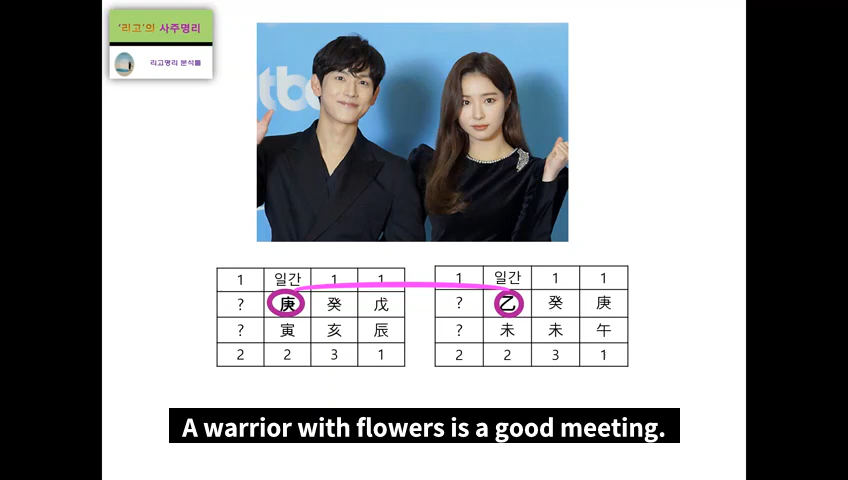 '리고'의 사주명리
리고명리 분석틀
tbc
1 일간 1 1
? 庚 癸 戊
? 寅 亥 辰
2 2 3 1
1 일간 1 1
? 乙 癸 庚
? 未 未 午
2 2 3 1
A warrior with flowers is a good meeting.